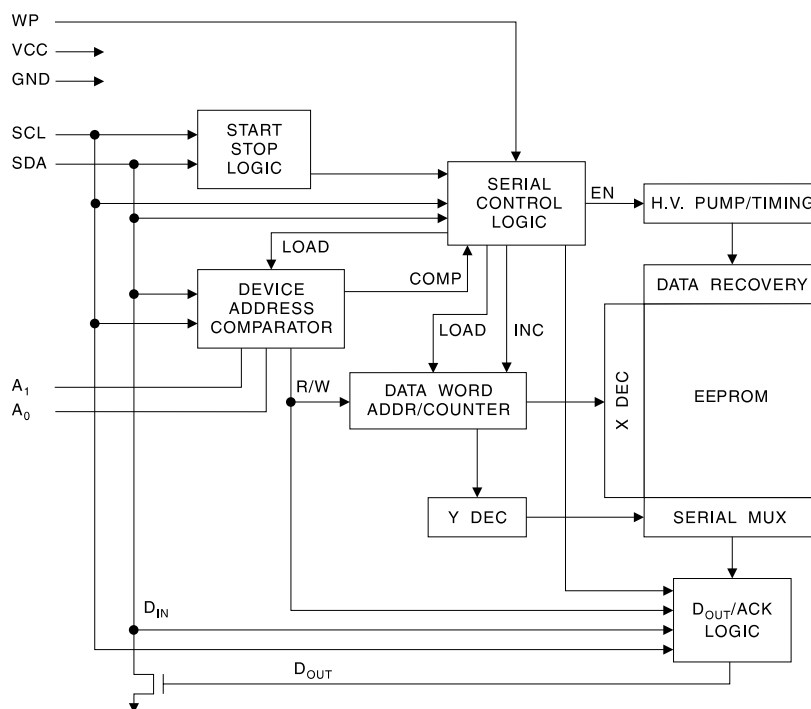 WP
VCC
GND
SCL
SDA
START
STOP
LOGIC
SERIAL
CONTROL
LOGIC
EN
H.V. PUMP/TIMING
LOAD
COMP
DEVICE
ADDRESS
COMPARATOR
LOAD
INC
DATA RECOVERY
A1
A0
R/W
DATA WORD
ADDR/COUNTER
X DEC
EEPROM
Y DEC
SERIAL MUX
DIN
DOUT/ACK
LOGIC
DOUT